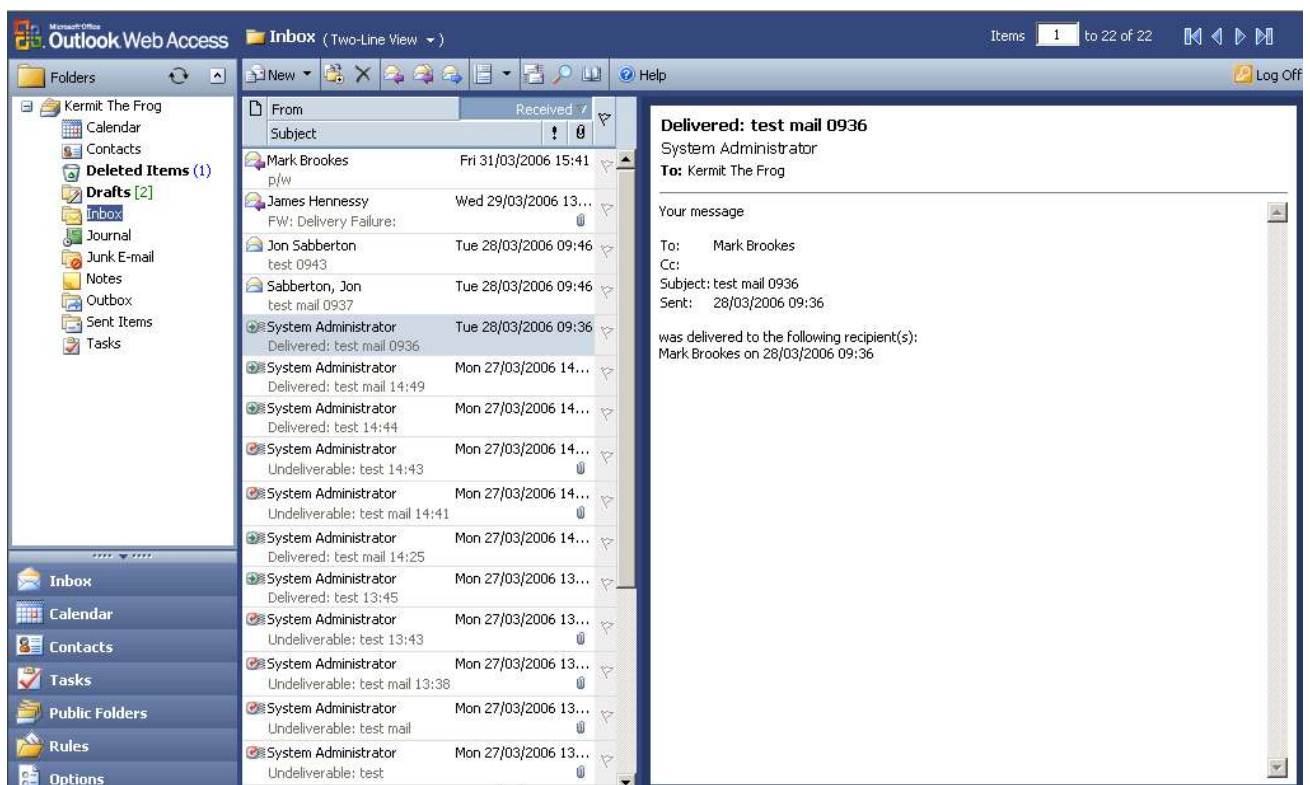 Microsoft Office
Outlook Web Access
Inbox (Two-Line View )
Items 1 to 22 of 22
Folders
New
Help
Log Off
Kermit The Frog
Calendar
Contacts
Deleted Items (1)
Drafts [2]
Inbox
Journal
Junk E-mail
Notes
Outbox
Sent Items
Tasks
Inbox
Calendar
Contacts
Tasks
Public Folders
Rules
Options
From Received
Subject
Mark Brookes Fri 31/03/2006 15:41
p/w
James Hennessy Wed 29/03/2006 13...
FW: Delivery Failure:
Jon Sabberton Tue 28/03/2006 09:46
test 0943
Sabberton, Jon Tue 28/03/2006 09:46
test mail 0937
System Administrator Tue 28/03/2006 09:36
Delivered: test mail 0936
System Administrator Mon 27/03/2006 14...
Delivered: test mail 14:49
System Administrator Mon 27/03/2006 14...
Delivered: test 14:44
System Administrator Mon 27/03/2006 14...
Undeliverable: test 14:43
System Administrator Mon 27/03/2006 14...
Undeliverable: test mail 14:41
System Administrator Mon 27/03/2006 14...
Delivered: test mail 14:25
System Administrator Mon 27/03/2006 13...
Delivered: test 13:45
System Administrator Mon 27/03/2006 13...
Undeliverable: test 13:43
System Administrator Mon 27/03/2006 13...
Undeliverable: test mail 13:38
System Administrator Mon 27/03/2006 13...
Undeliverable: test mail
System Administrator Mon 27/03/2006 13...
Undeliverable: test
Delivered: test mail 0936
System Administrator
To: Kermit The Frog
Your message
To: Mark Brookes
Cc:
Subject: test mail 0936
Sent: 28/03/2006 09:36
was delivered to the following recipient(s):
Mark Brookes on 28/03/2006 09:36